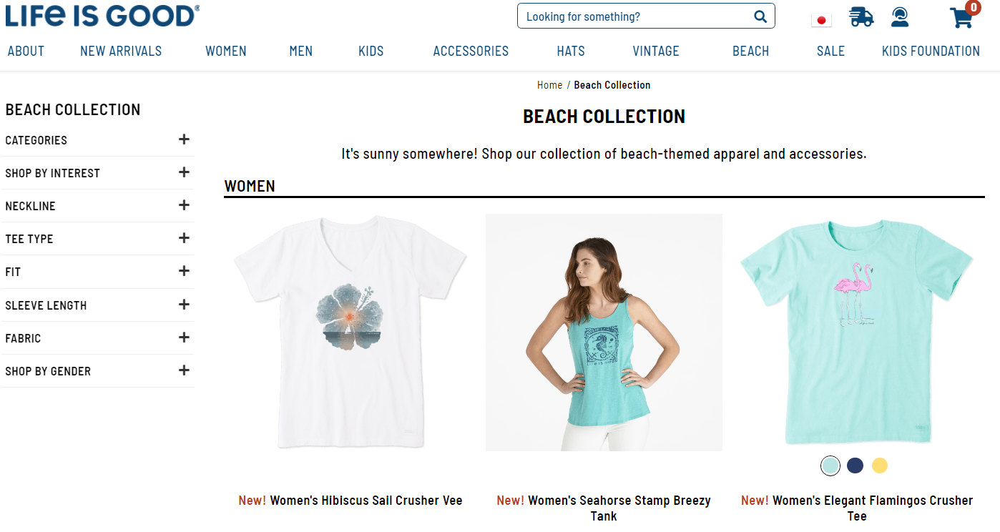 LIFE IS GOOD®
Looking for something?
0
ABOUT NEW ARRIVALS WOMEN MEN KIDS ACCESSORIES HATS VINTAGE BEACH SALE KIDS FOUNDATION
Home / Beach Collection
BEACH COLLECTION
CATEGORIES
SHOP BY INTEREST
NECKLINE
TEE TYPE
FIT
SLEEVE LENGTH
FABRIC
SHOP BY GENDER
BEACH COLLECTION
It's sunny somewhere! Shop our collection of beach-themed apparel and accessories.
WOMEN
LIFE IS GOOD
New! Women's Hibiscus Sail Crusher Vee
New! Women's Seahorse Stamp Breezy
Tank
New! Women's Elegant Flamingos Crusher
Tee